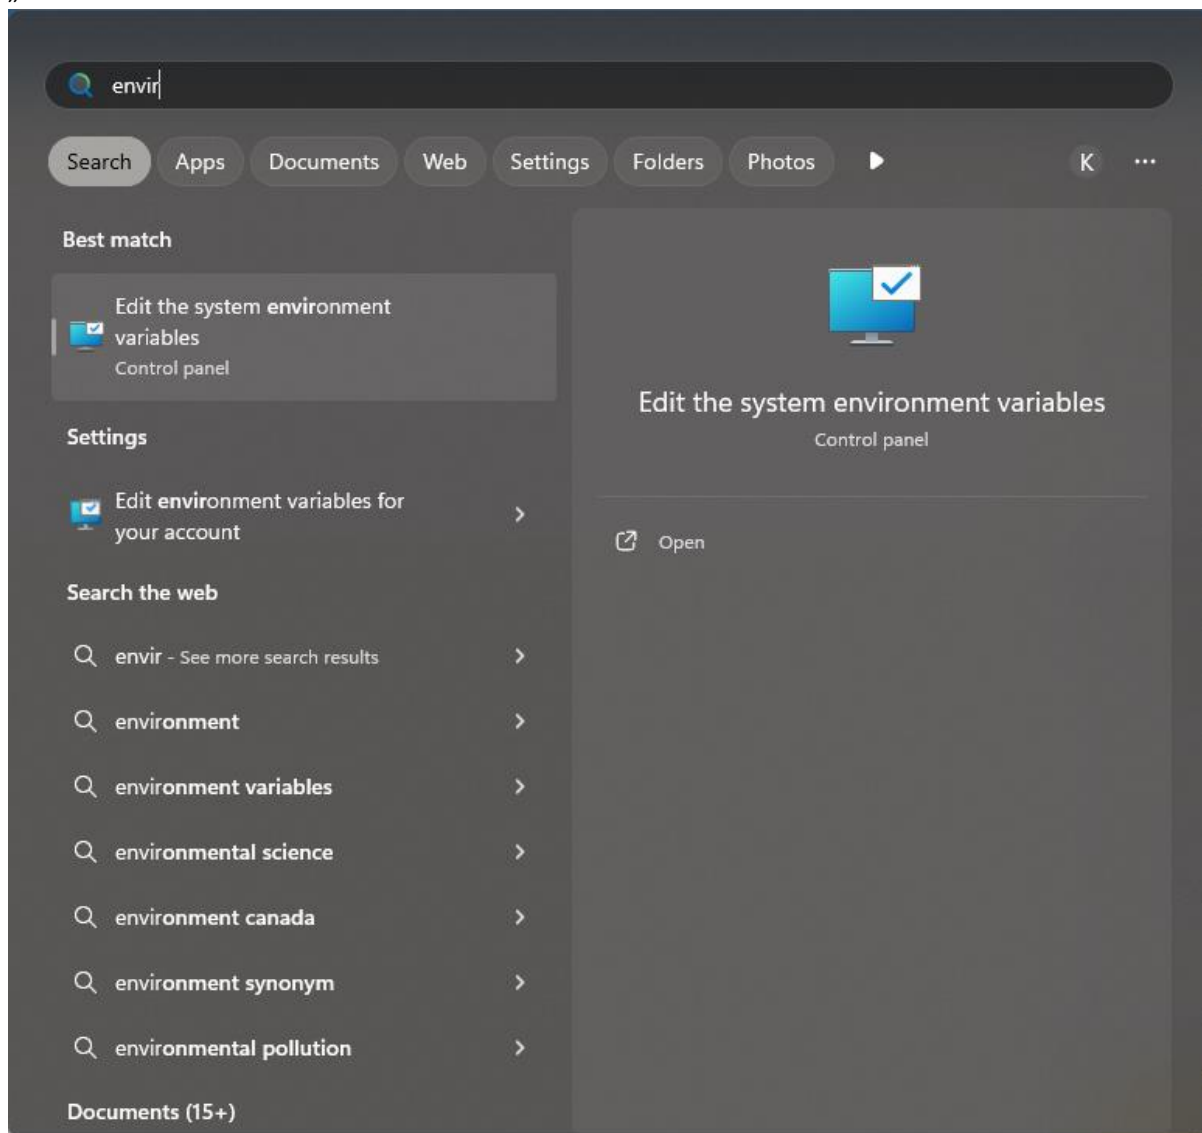 envir
Search Apps Documents Web Settings Folders Photos K ...
Best match
Edit the system environment
variables
Control panel
Settings
Edit environment variables for
your account
Search the web
envir - See more search results
environment
environment variables
environmental science
environment canada
environment synonym
environmental pollution
Documents (15+)
Edit the system environment variables
Control panel
Open